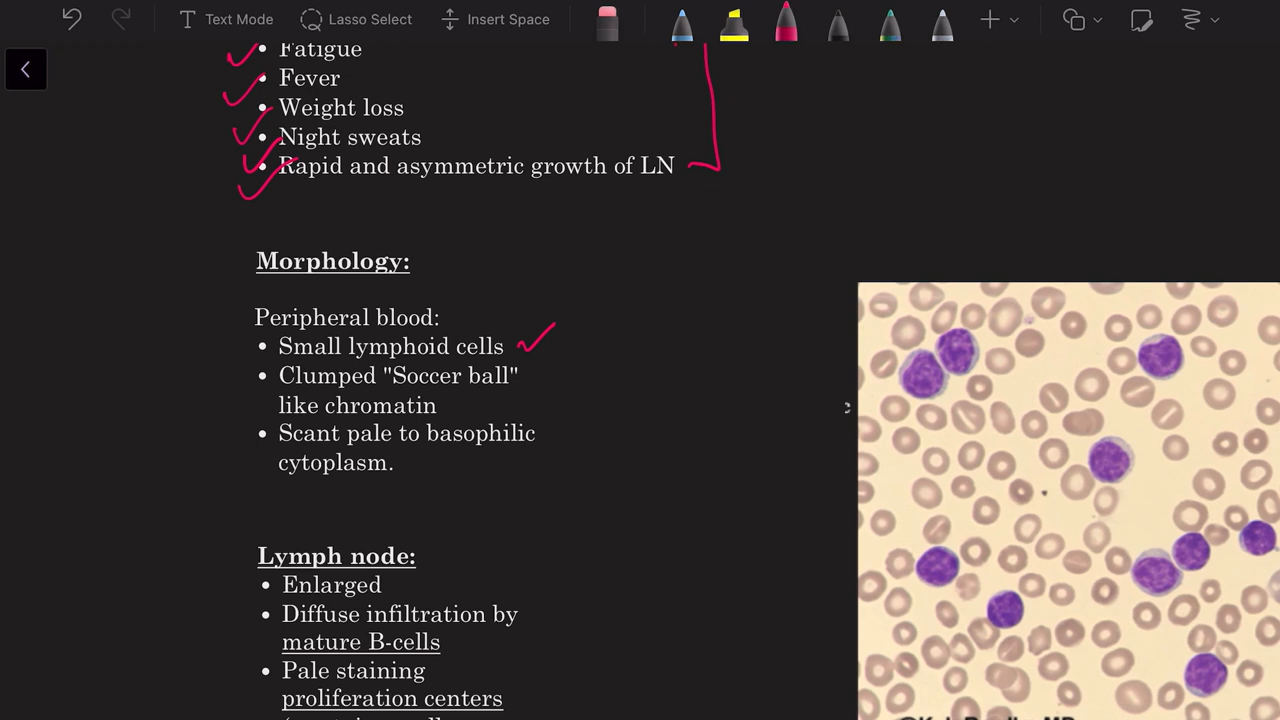 Text Mode
Lasso Select
Insert Space
• Fatigue
• Fever
• Weight loss
• Night sweats
• Rapid and asymmetric growth of LN
Morphology:
Peripheral blood:
• Small lymphoid cells
• Clumped "Soccer ball"
like chromatin
• Scant pale to basophilic
cytoplasm.
Lymph node:
• Enlarged
• Diffuse infiltration by
mature B-cells
• Pale staining
proliferation centers